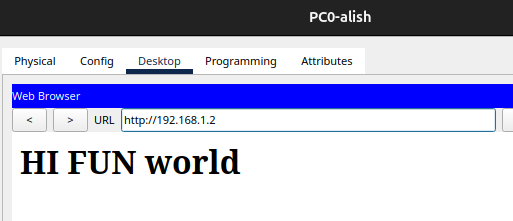 PC0-alish
Physical Config Desktop Programming Attributes
Web Browser
< > URL http://192.168.1.2
HI FUN world